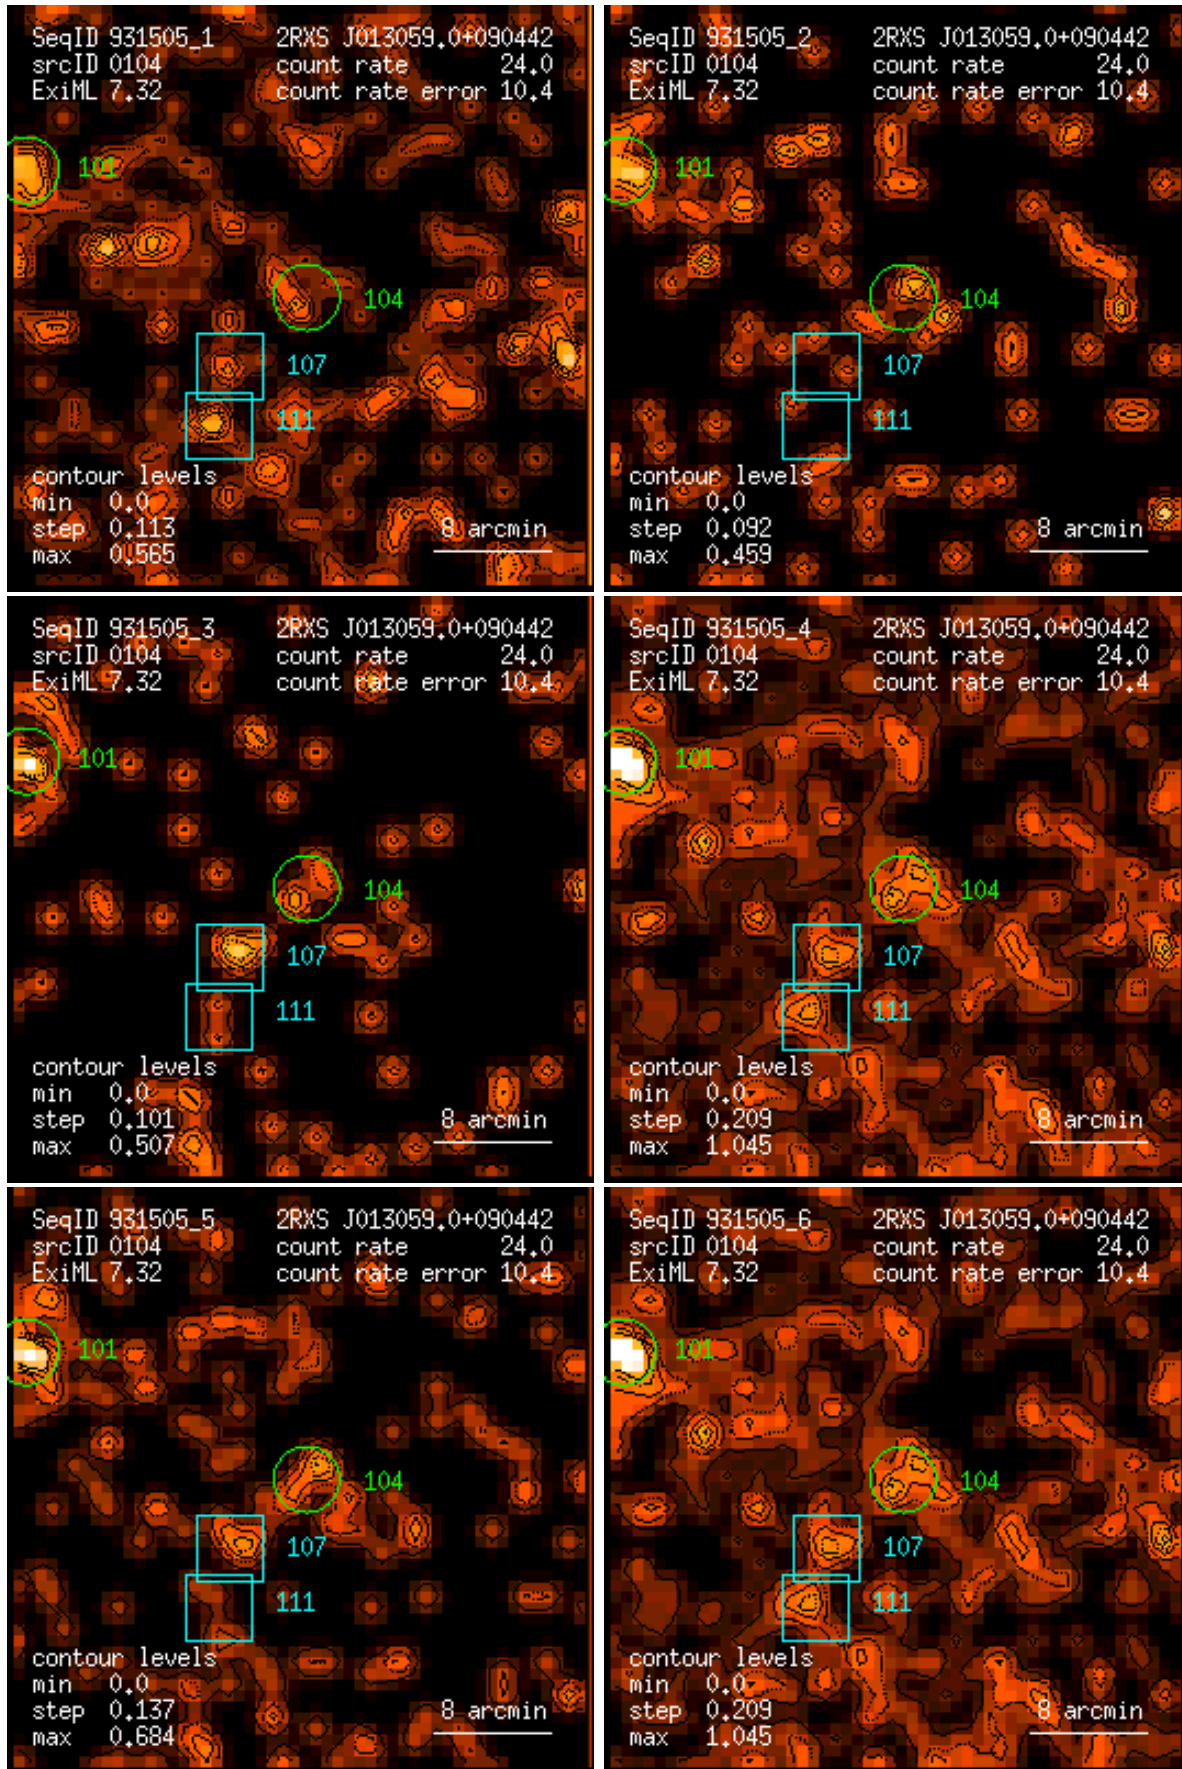 SeqID 931505_1 2RXS J013059.0+090442
srcID 0104 count rate 24.0
ExiML 7.32 count rate error 10.4
101
104
107
111
contour levels
min 0.0
step 0.113 8 arcmin
max 0.565
SeqID 931505_2 2RXS J013059.0+090442
srcID 0104 count rate 24.0
ExiML 7.32 count rate error 10.4
101
104
107
111
contour levels
min 0.0
step 0.092 8 arcmin
max 0.459
SeqID 931505_3 2RXS J013059.0+090442
srcID 0104 count rate 24.0
ExiML 7.32 count rate error 10.4
101
104
107
111
contour levels
min 0.0
step 0.101 8 arcmin
max 0.507
SeqID 931505_4 2RXS J013059.0+090442
srcID 0104 count rate 24.0
ExiML 7.32 count rate error 10.4
101
104
107
111
contour levels
min 0.0
step 0.209 8 arcmin
max 1.045
SeqID 931505_5 2RXS J013059.0+090442
srcID 0104 count rate 24.0
ExiML 7.32 count rate error 10.4
101
104
107
111
contour levels
min 0.0
step 0.137 8 arcmin
max 0.684
SeqID 931505_6 2RXS J013059.0+090442
srcID 0104 count rate 24.0
ExiML 7.32 count rate error 10.4
101
104
107
111
contour levels
min 0.0
step 0.209 8 arcmin
max 1.045